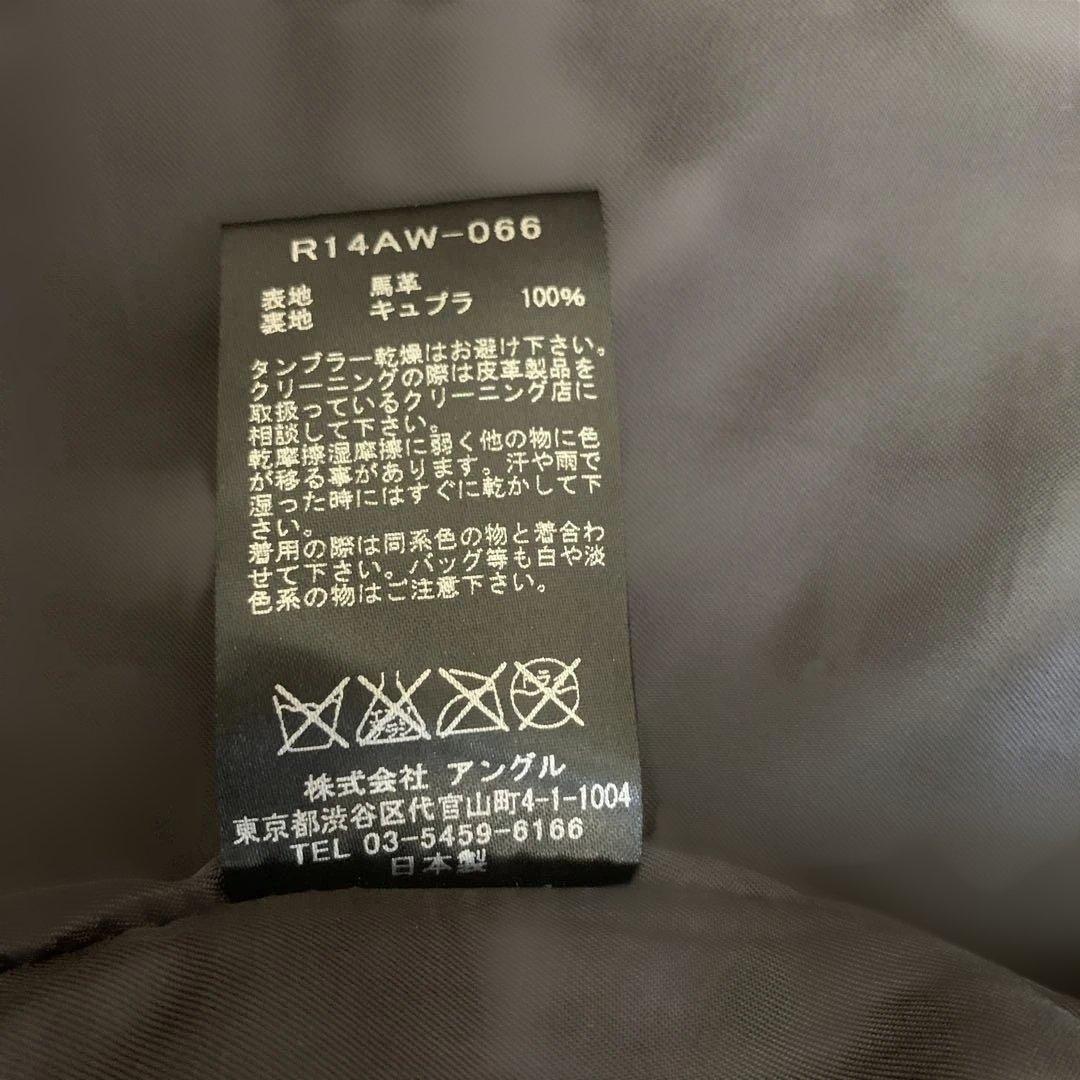 R14AW-066
表地 馬革
裏地 キュプラ 100%
タンブラー乾燥はお避け下さい。
クリーニングの際は皮革製品を
取扱っているクリーニング店に
相談して下さい。
乾摩擦湿摩擦に弱く他の物に色
が移る事があります。汗や雨で
湿った時にはすぐに乾かして下
さい。
着用の際は同系色の物と着合わ
せて下さい。バッグ等も白や淡
色系の物はご注意下さい。
エンソ
サラシ
ドライ
株式会社 アングル
東京都渋谷区代官山町4-1-1004
TEL 03-5459-6166
日本製